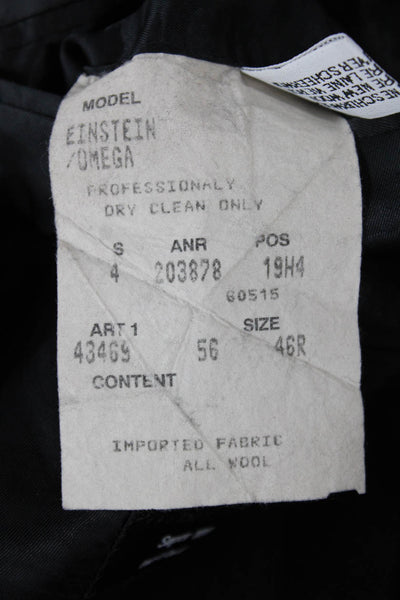 MODEL
EINSTEIN
/OMEGA
PROFESSIONALY
DRY CLEAN ONLY
S ANR POS
4 203878 19H4
60515
ART 1 SIZE
43469 56 46R
CONTENT
IMPORTED FABRIC
ALL WOOL